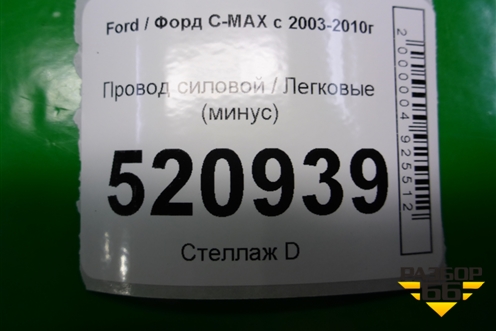 Ford / Форд C-MAX с 2003-2010г
Провод силовой / Легковые
(минус)
520939
Стеллаж D
2000004925512
РАЗБОР
66